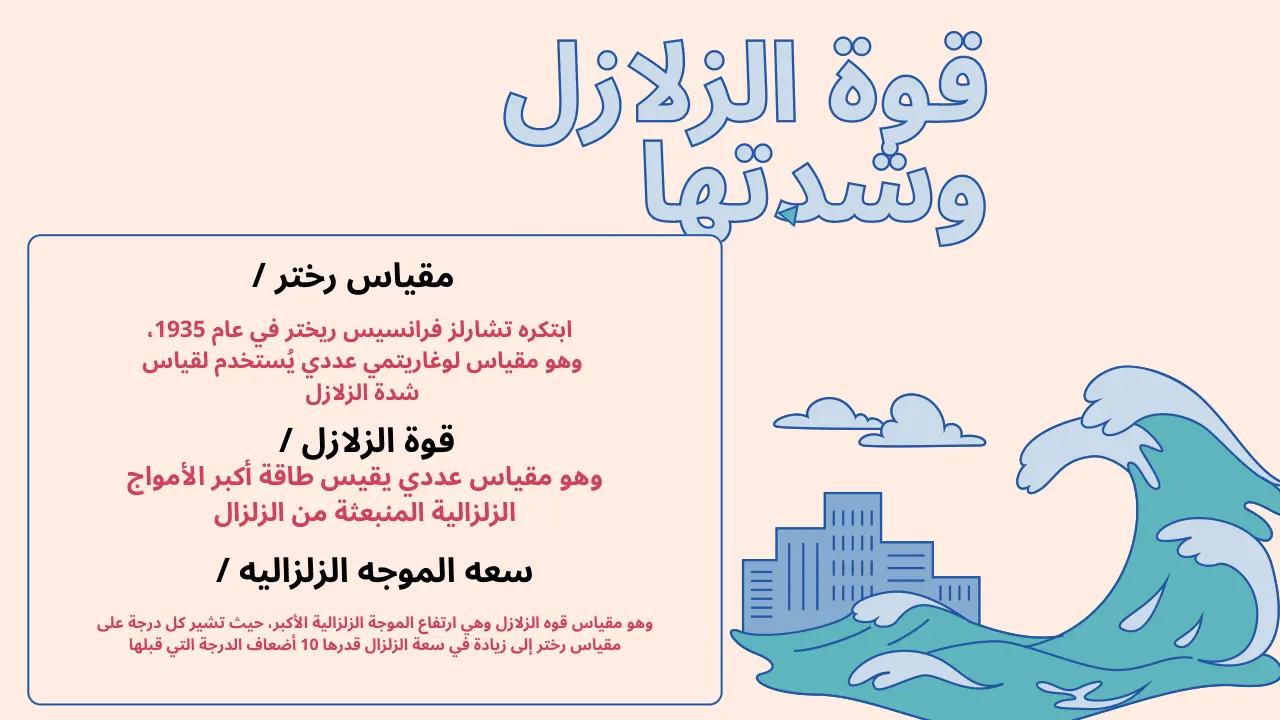 قوة الزلازل
وشدتها
مقياس رختر /
ابتكره تشارلز فرانسيس ريختر في عام 1935،
وهو مقياس لوغاريتمي عددي يُستخدم لقياس
شدة الزلازل
قوة الزلازل /
وهو مقياس عددي يقيس طاقة أكبر الأمواج
الزلزالية المنبعثة من الزلزال
سعه الموجه الزلزاليه /
وهو مقياس قوه الزلازل وهي ارتفاع الموجة الزلزالية الأكبر، حيث تشير كل درجة على
مقياس رختر إلى زيادة في سعة الزلزال قدرها 10 أضعاف الدرجة التي قبلها